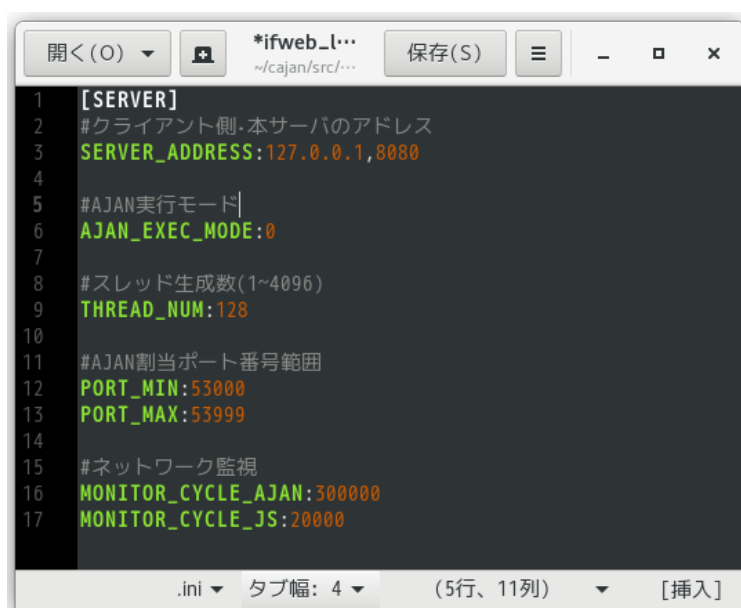 開く(O)
*ifweb_l…
~/cajan/src/…
保存(S)
1 [SERVER]
2 #クライアント側・本サーバのアドレス
3 SERVER_ADDRESS:127.0.0.1,8080
4
5 #AJAN実行モード
6 AJAN_EXEC_MODE:0
7
8 #スレッド生成数(1~4096)
9 THREAD_NUM:128
10
11 #AJAN割当ポート番号範囲
12 PORT_MIN:53000
13 PORT_MAX:53999
14
15 #ネットワーク監視
16 MONITOR_CYCLE_AJAN:300000
17 MONITOR_CYCLE_JS:20000
.ini タブ幅: 4 (5行、11列) [挿入]